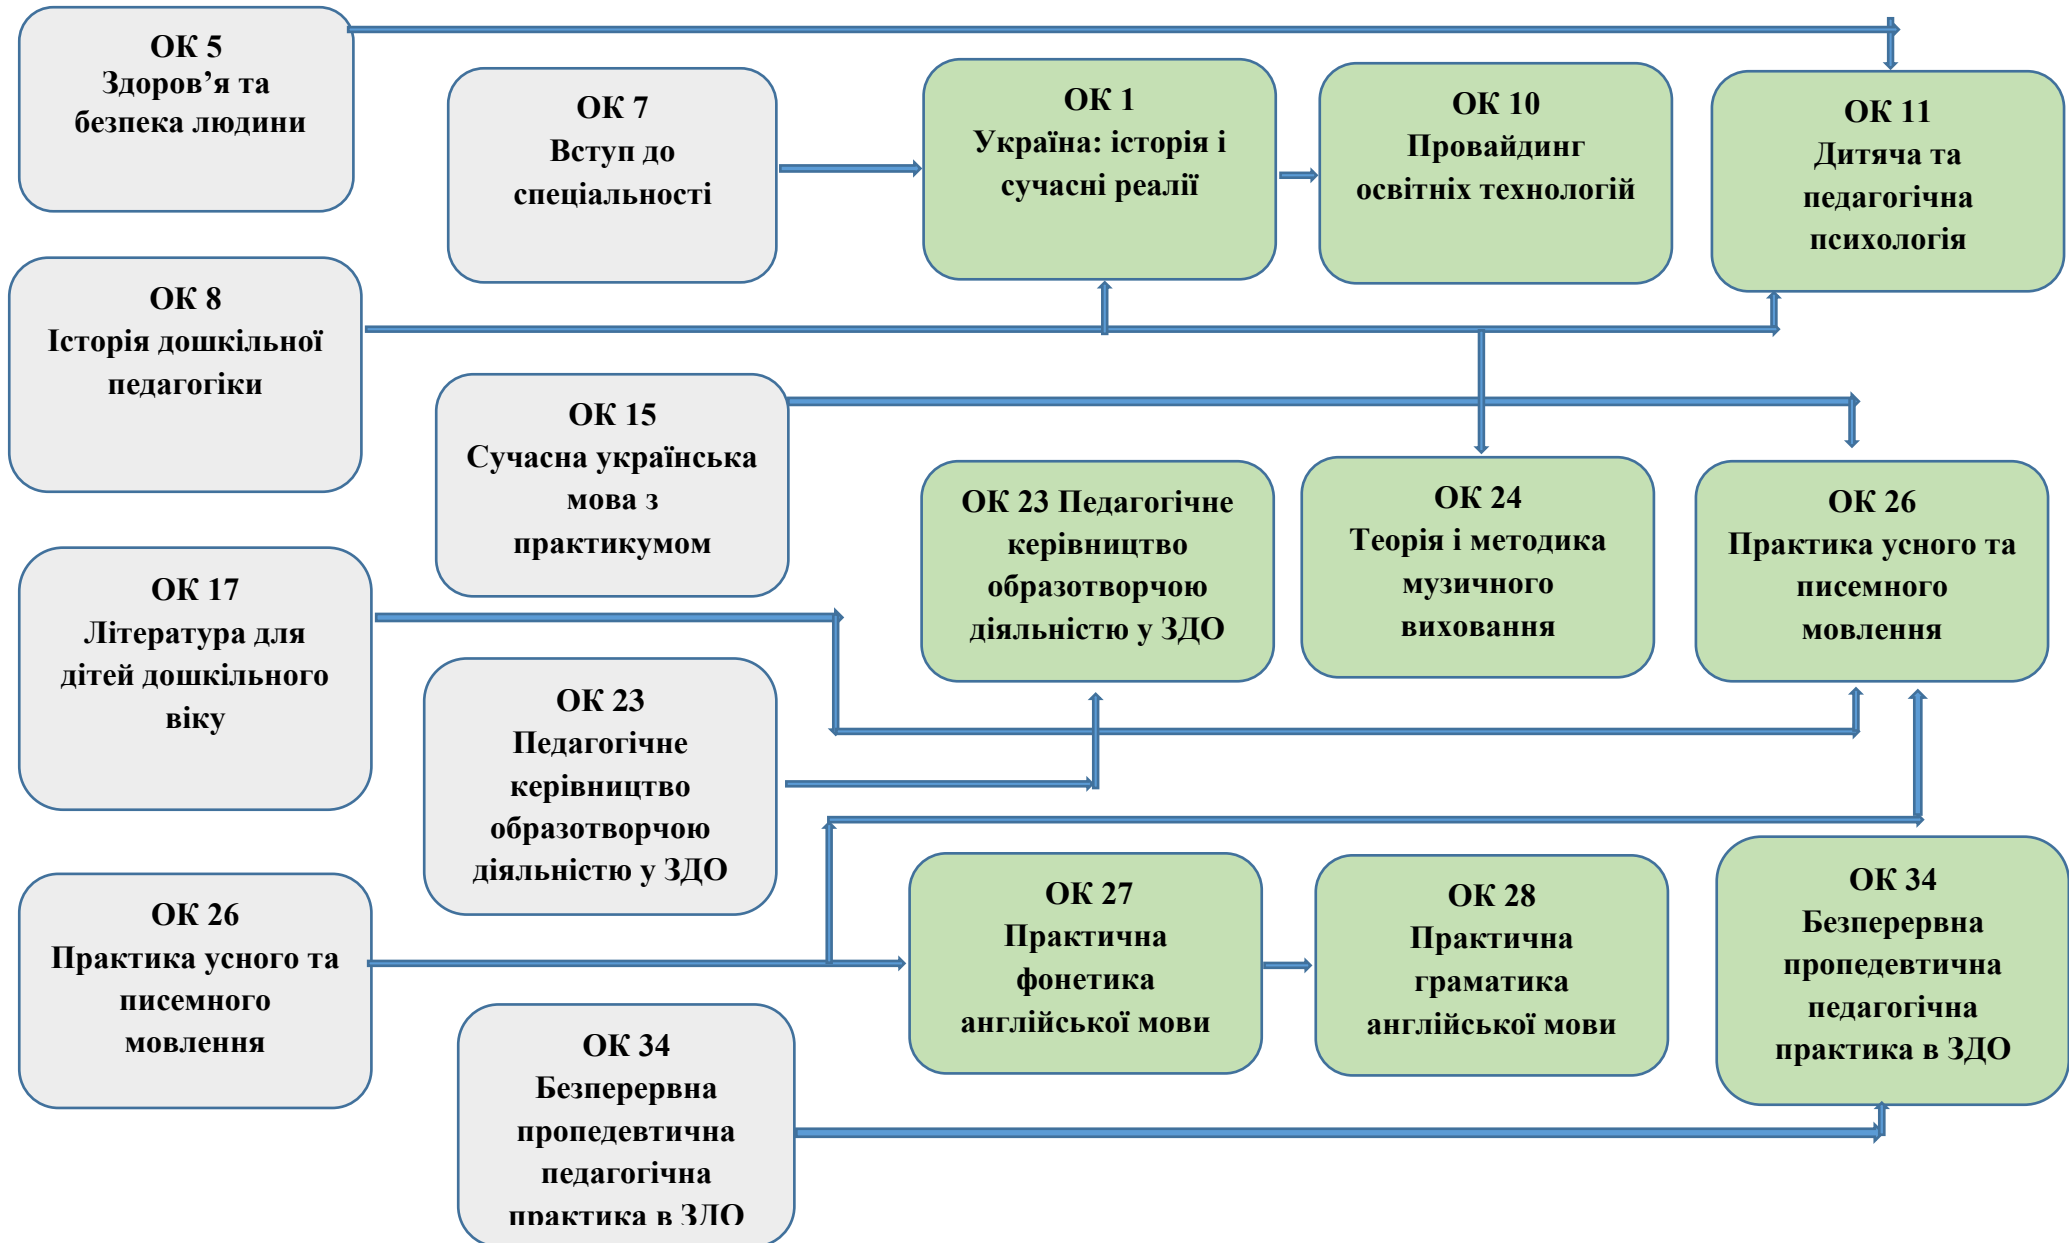 ОК 5
Здоров’я та
безпека людини
ОК 7
Вступ до
спеціальності
ОК 1
Україна: історія і
сучасні реалії
ОК 10
Провайдинг
освітніх технологій
ОК 11
Дитяча та
педагогічна
психологія
ОК 8
Історія дошкільної
педагогіки
ОК 15
Сучасна українська
мова з
практикумом
ОК 23 Педагогічне
керівництво
образотворчою
діяльністю у ЗДО
ОК 24
Теорія і методика
музичного
виховання
ОК 26
Практика усного та
писемного
мовлення
ОК 17
Література для
дітей дошкільного
віку
ОК 23
Педагогічне
керівництво
образотворчою
діяльністю у ЗДО
ОК 26
Практика усного та
писемного
мовлення
ОК 27
Практична
фонетика
англійської мови
ОК 28
Практична
граматика
англійської мови
ОК 34
Безперервна
пропедевтична
педагогічна
практика в ЗДО
ОК 34
Безперервна
пропедевтична
педагогічна
практика в ЗДО